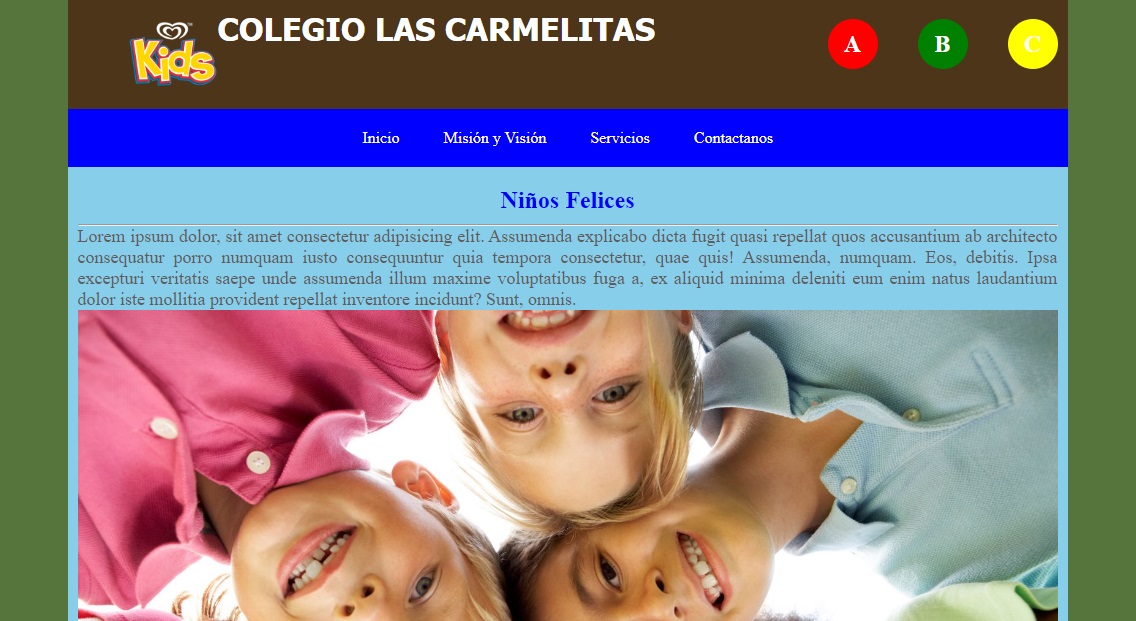 Kids
COLEGIO LAS CARMELITAS
A B C
Inicio Misión y Visión Servicios Contactanos
Niños Felices
Lorem ipsum dolor, sit amet consectetur adipisicing elit. Assumenda explicabo dicta fugit quasi repellat quos accusantium ab architecto
consequatur porro numquam iusto consequuntur quia tempora consectetur, quae quis! Assumenda, numquam. Eos, debitis. Ipsa
excepturi veritatis saepe unde assumenda illum maxime voluptatibus fuga a, ex aliquid minima deleniti eum enim natus laudantium
dolor iste mollitia provident repellat inventore incidunt? Sunt, omnis.